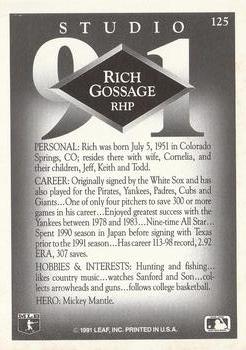 STUDIO
125
91
RICH
GOSSAGE
RHP
PERSONAL: Rich was born July 5, 1951 in Colorado
Springs, CO; resides there with wife, Cornelia, and
their children, Jeff, Keith and Todd.
CAREER: Originally signed by the White Sox and has
also played for the Pirates, Yankees, Padres, Cubs and
Giants...One of only four pitchers to save 300 or more
games in his career...Enjoyed greatest success with the
Yankees between 1978 and 1983...Nine-time All Star...
Spent 1990 season in Japan before signing with Texas
prior to the 1991 season...Has career 113-98 record, 2.92
ERA, 307 saves.
HOBBIES & INTERESTS: Hunting and fishing...
likes country music...watches Sanford and Son...col-
lects arrowheads and guns...follows college basketball.
HERO: Mickey Mantle.
MLB
© 1991 LEAF, INC. PRINTED IN U.S.A.